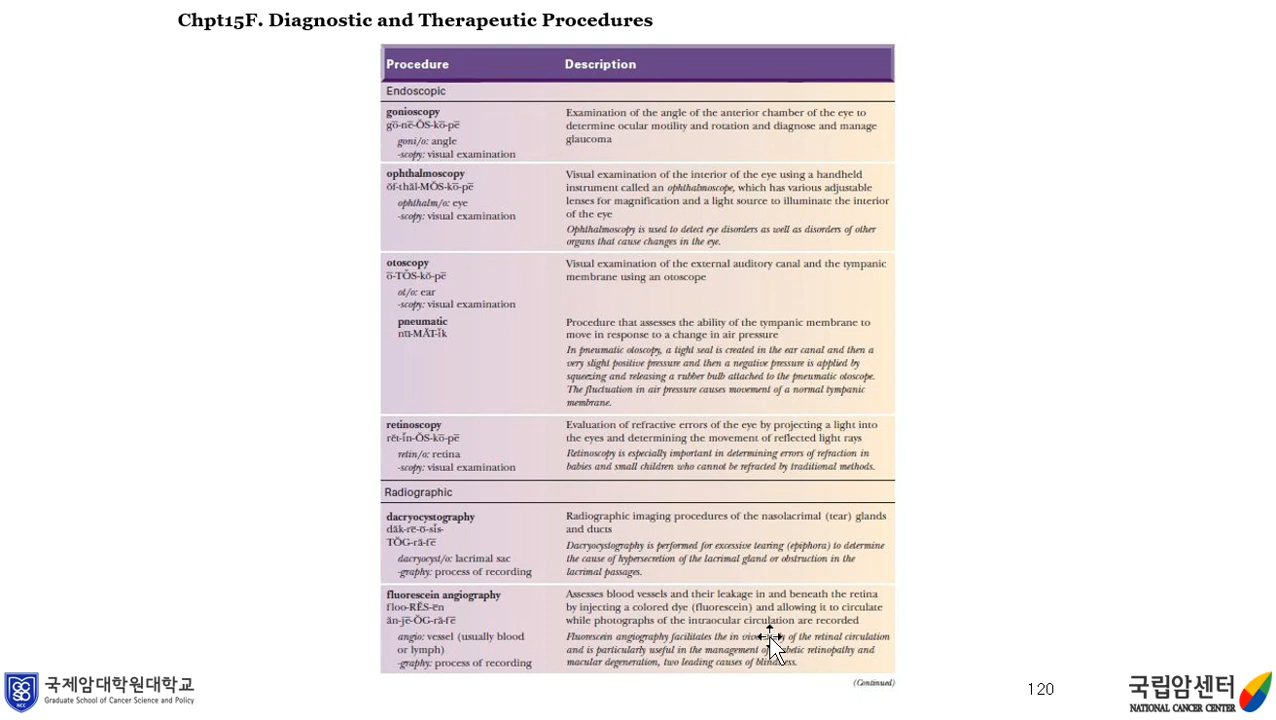 Chpt15F. Diagnostic and Therapeutic Procedures
Procedure Description
Endoscopic
gonioscopy
gō-nē-ŎS-kō-pē
goni/o: angle
-scopy: visual examination
Examination of the angle of the anterior chamber of the eye to
determine ocular motility and rotation and diagnose and manage
glaucoma
ophthalmoscopy
ŏf-thăl-MŎS-kō-pē
ophthalm/o: eye
-scopy: visual examination
Visual examination of the interior of the eye using a handheld
instrument called an ophthalmoscope, which has various adjustable
lenses for magnification and a light source to illuminate the interior
of the eye
Ophthalmoscopy is used to detect eye disorders as well as disorders of other
organs that cause changes in the eye.
otoscopy
ō-TŎS-kō-pē
ot/o: ear
-scopy: visual examination
Visual examination of the external auditory canal and the tympanic
membrane using an otoscope
pneumatic
nū-MĂT-ĭk
Procedure that assesses the ability of the tympanic membrane to
move in response to a change in air pressure
In pneumatic otoscopy, a tight seal is created in the ear canal and then a
very slight positive pressure and then a negative pressure is applied by
squeezing and releasing a rubber bulb attached to the pneumatic otoscope.
The fluctuation in air pressure causes movement of a normal tympanic
membrane.
retinoscopy
rĕt-ĭn-ŎS-kō-pē
retin/o: retina
-scopy: visual examination
Evaluation of refractive errors of the eye by projecting a light into
the eyes and determining the movement of reflected light rays
Retinoscopy is especially important in determining errors of refraction in
babies and small children who cannot be refracted by traditional methods.
Radiographic
dacryocystography
dăk-rē-ō-sĭs-
TŎG-ră-fē
dacryocyst/o: lacrimal sac
-graphy: process of recording
Radiographic imaging procedures of the nasolacrimal (tear) glands
and ducts
Dacryocystography is performed for excessive tearing (epiphora) to determine
the cause of hypersecretion of the lacrimal gland or obstruction in the
lacrimal passages.
fluorescein angiography
floo-RĔS-ēn
ăn-jē-ŎG-ră-fē
angio: vessel (usually blood
or lymph)
-graphy: process of recording
Assesses blood vessels and their leakage in and beneath the retina
by injecting a colored dye (fluorescein) and allowing it to circulate
while photographs of the intraocular circulation are recorded
Fluorescein angiography facilitates the in vivo of the retinal circulation
and is particularly useful in the management of retinopathy and
macular degeneration, two leading causes of blindness.
(Continued)
국제암대학원대학교
Graduate School of Cancer Science and Policy
120
국립암센터
NATIONAL CANCER CENTER